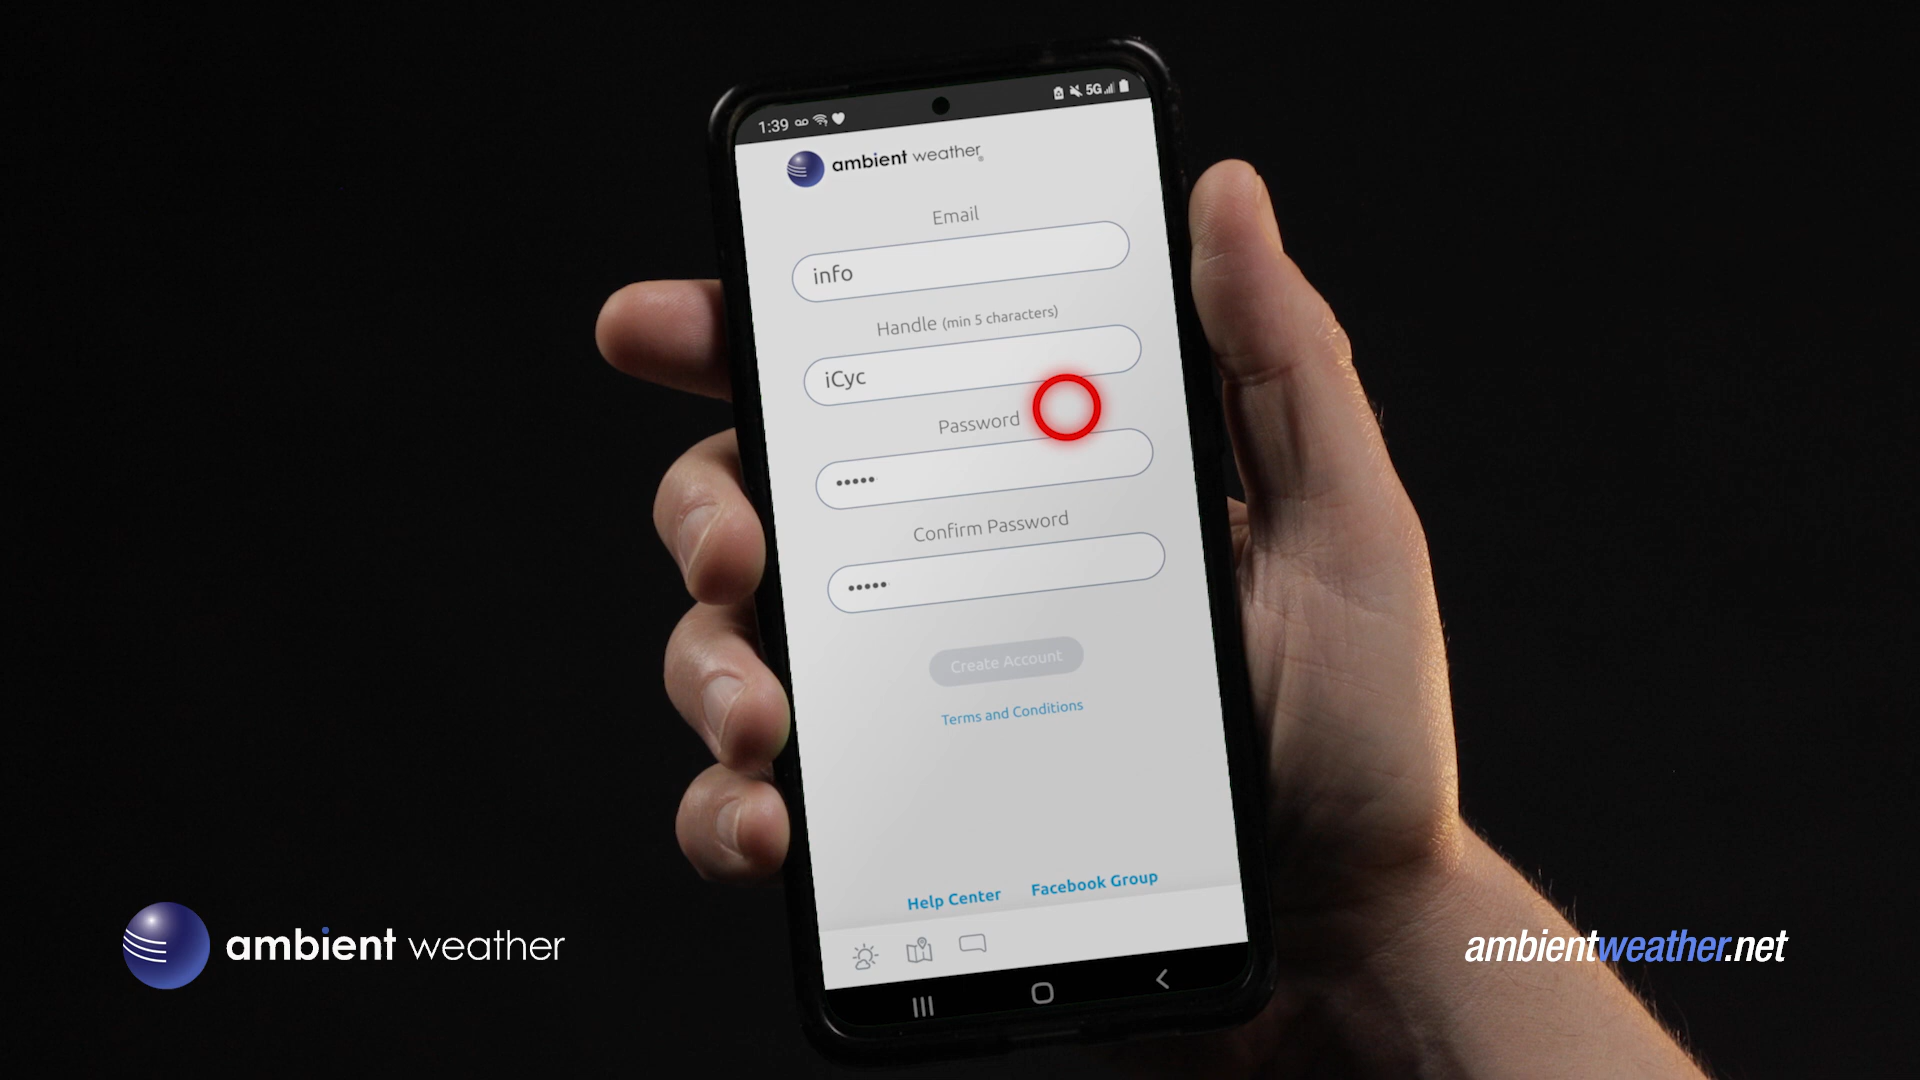 1:39
5G
ambient weather®
Email
info
Handle (min 5 characters)
iCyc
Password
•••••
Confirm Password
•••••
Create Account
Terms and Conditions
Help Center Facebook Group
ambient weather
ambientweather.net